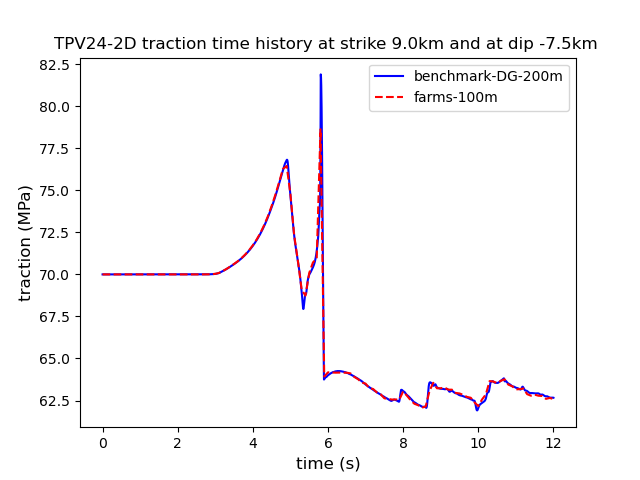 TPV24-2D traction time history at strike 9.0km and at dip -7.5km
benchmark-DG-200m
farms-100m
traction (MPa)
82.5
80.0
77.5
75.0
72.5
70.0
67.5
65.0
62.5
0 2 4 6 8 10 12
time (s)